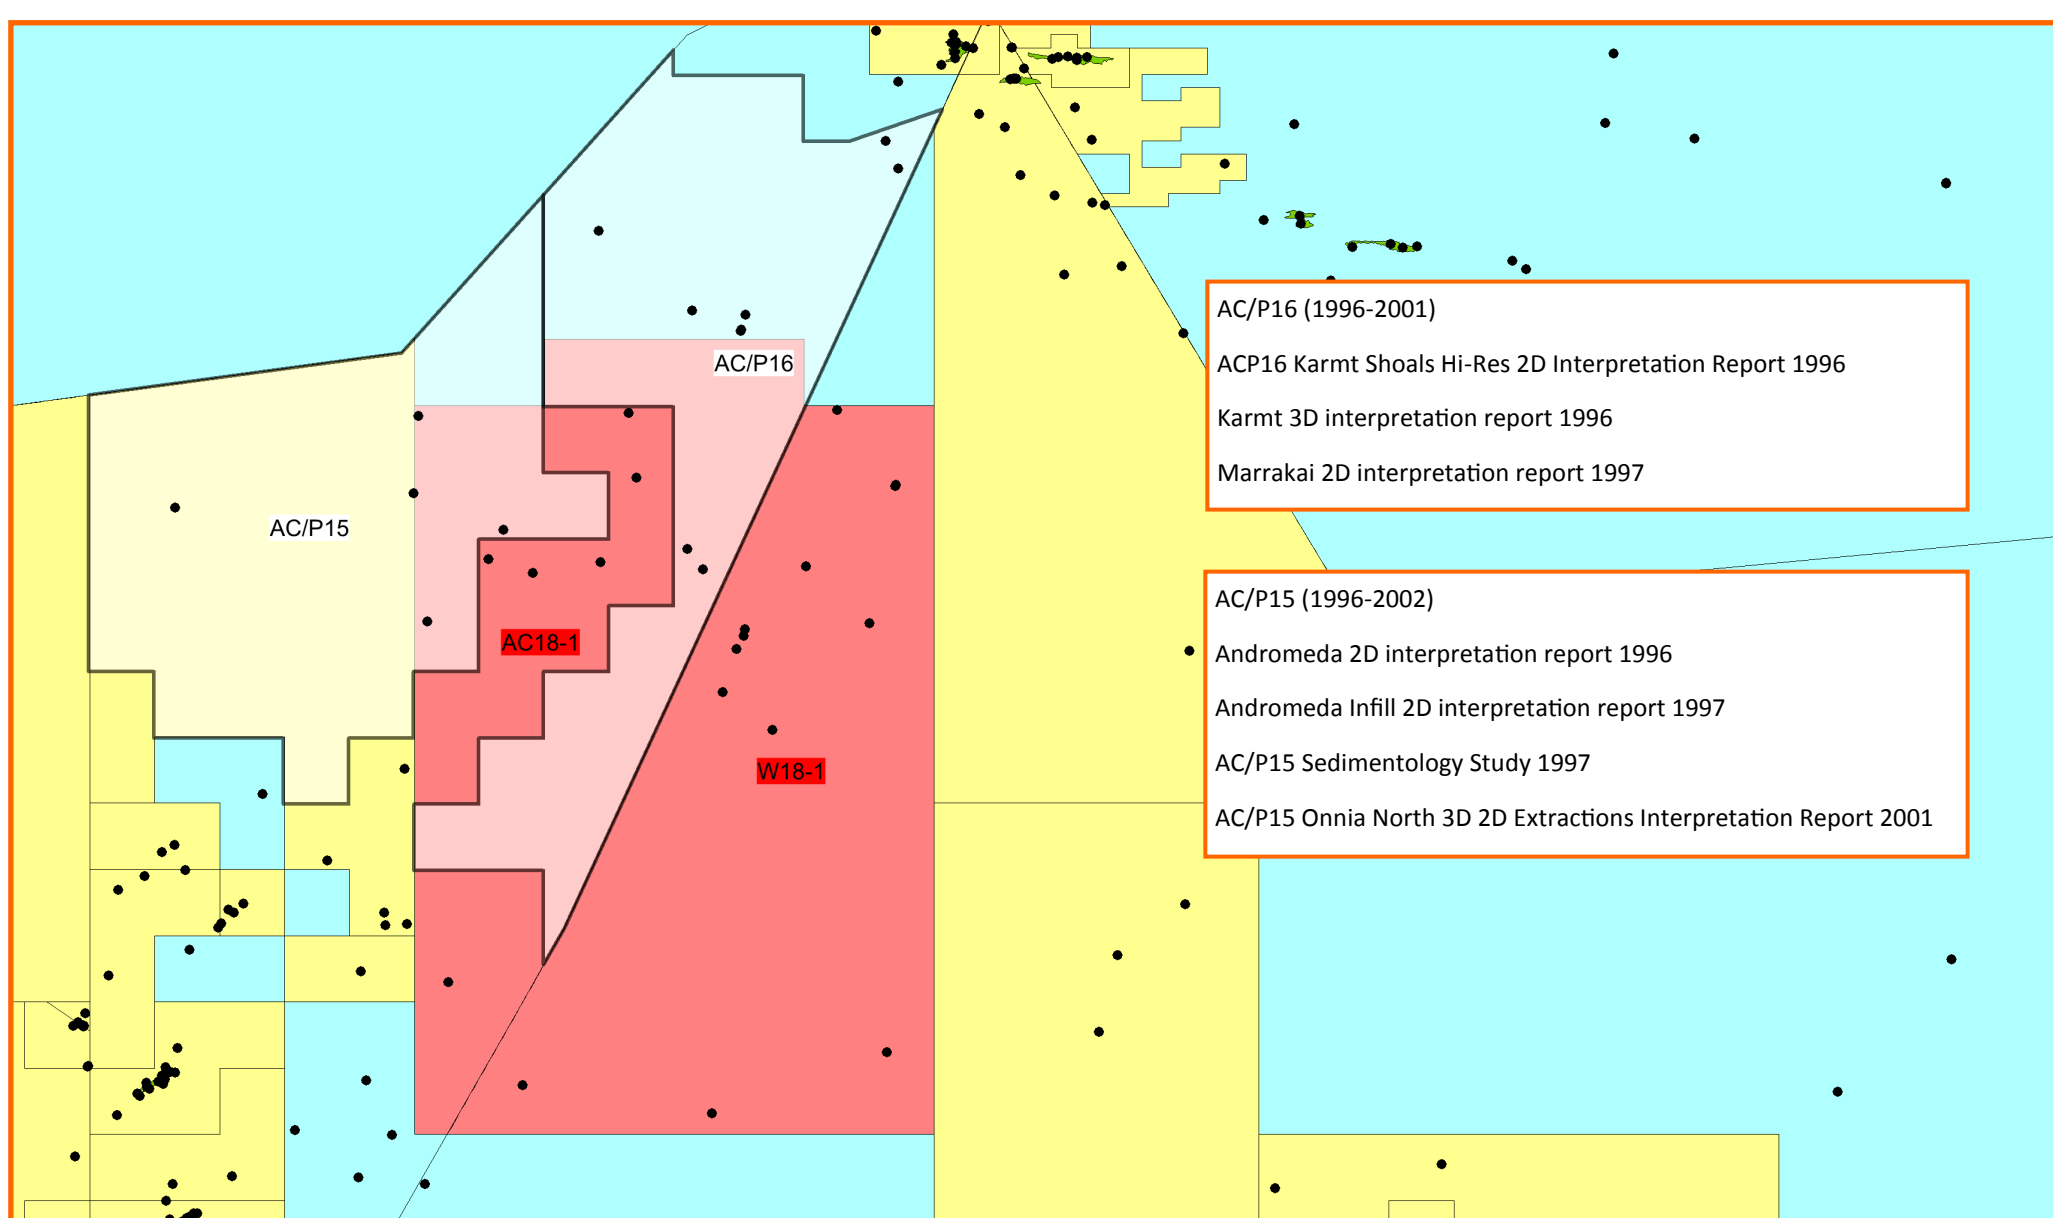 AC/P16
AC/P15
AC18-1
W18-1
AC/P16 (1996-2001)
ACP16 Karmt Shoals Hi-Res 2D Interpretation Report 1996
Karmt 3D interpretation report 1996
Marrakai 2D interpretation report 1997
AC/P15 (1996-2002)
Andromeda 2D interpretation report 1996
Andromeda Infill 2D interpretation report 1997
AC/P15 Sedimentology Study 1997
AC/P15 Onnia North 3D 2D Extractions Interpretation Report 2001